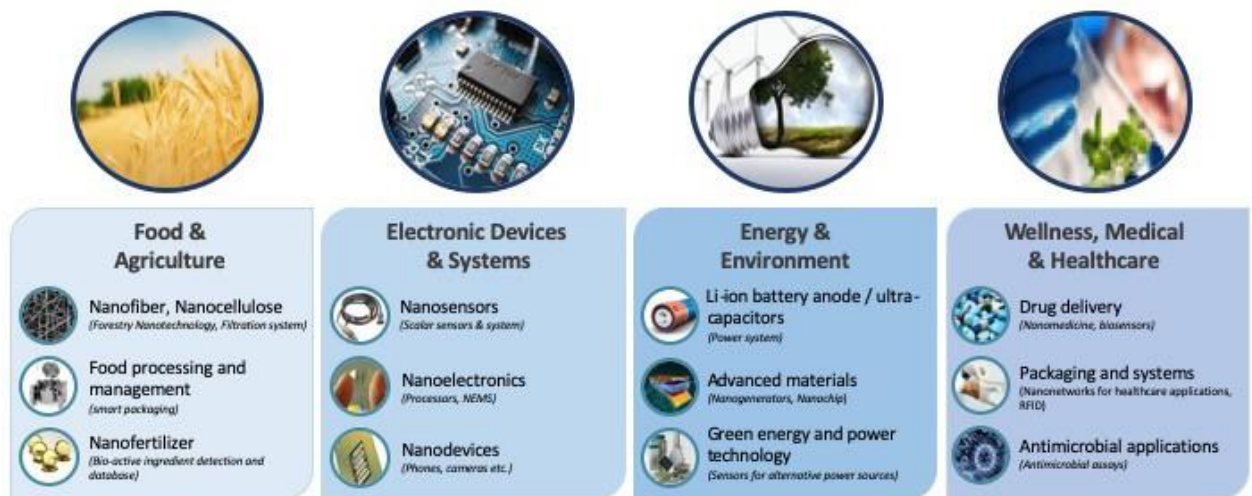 Food &
Agriculture
Nanofiber, Nanocellulose
(Forestry Nanotechnology, Filtration system)
Food processing and
management
(smart packaging)
Nanofertilizer
(Bio-active ingredient detection and
database)
Electronic Devices
& Systems
Nanosensors
(Scalar sensors & system)
Nanoelectronics
(Processors, NEMS)
Nanodevices
(Phones, cameras etc.)
Energy &
Environment
Li-ion battery anode / ultra-
capacitors
(Power system)
Advanced materials
(Nanogenerators, Nanochip)
Green energy and power
technology
(Sensors for alternative power sources)
Wellness, Medical
& Healthcare
Drug delivery
(Nanomedicine, biosensors)
Packaging and systems
(Nanonetworks for healthcare applications,
RFID)
Antimicrobial applications
(Antimicrobial assays)